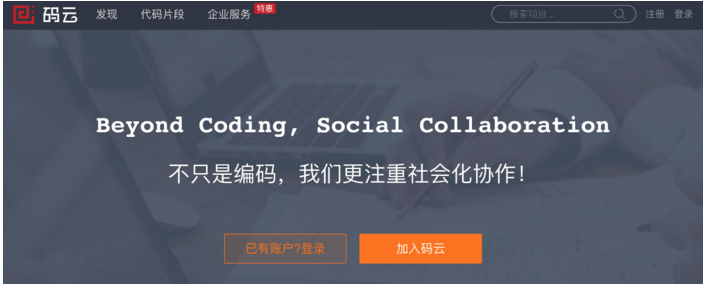 码云 发现 代码片段 企业服务 特惠 搜索项目... 注册 登录
Beyond Coding, Social Collaboration
不只是编码，我们更注重社会化协作！
已有账户?登录 加入码云